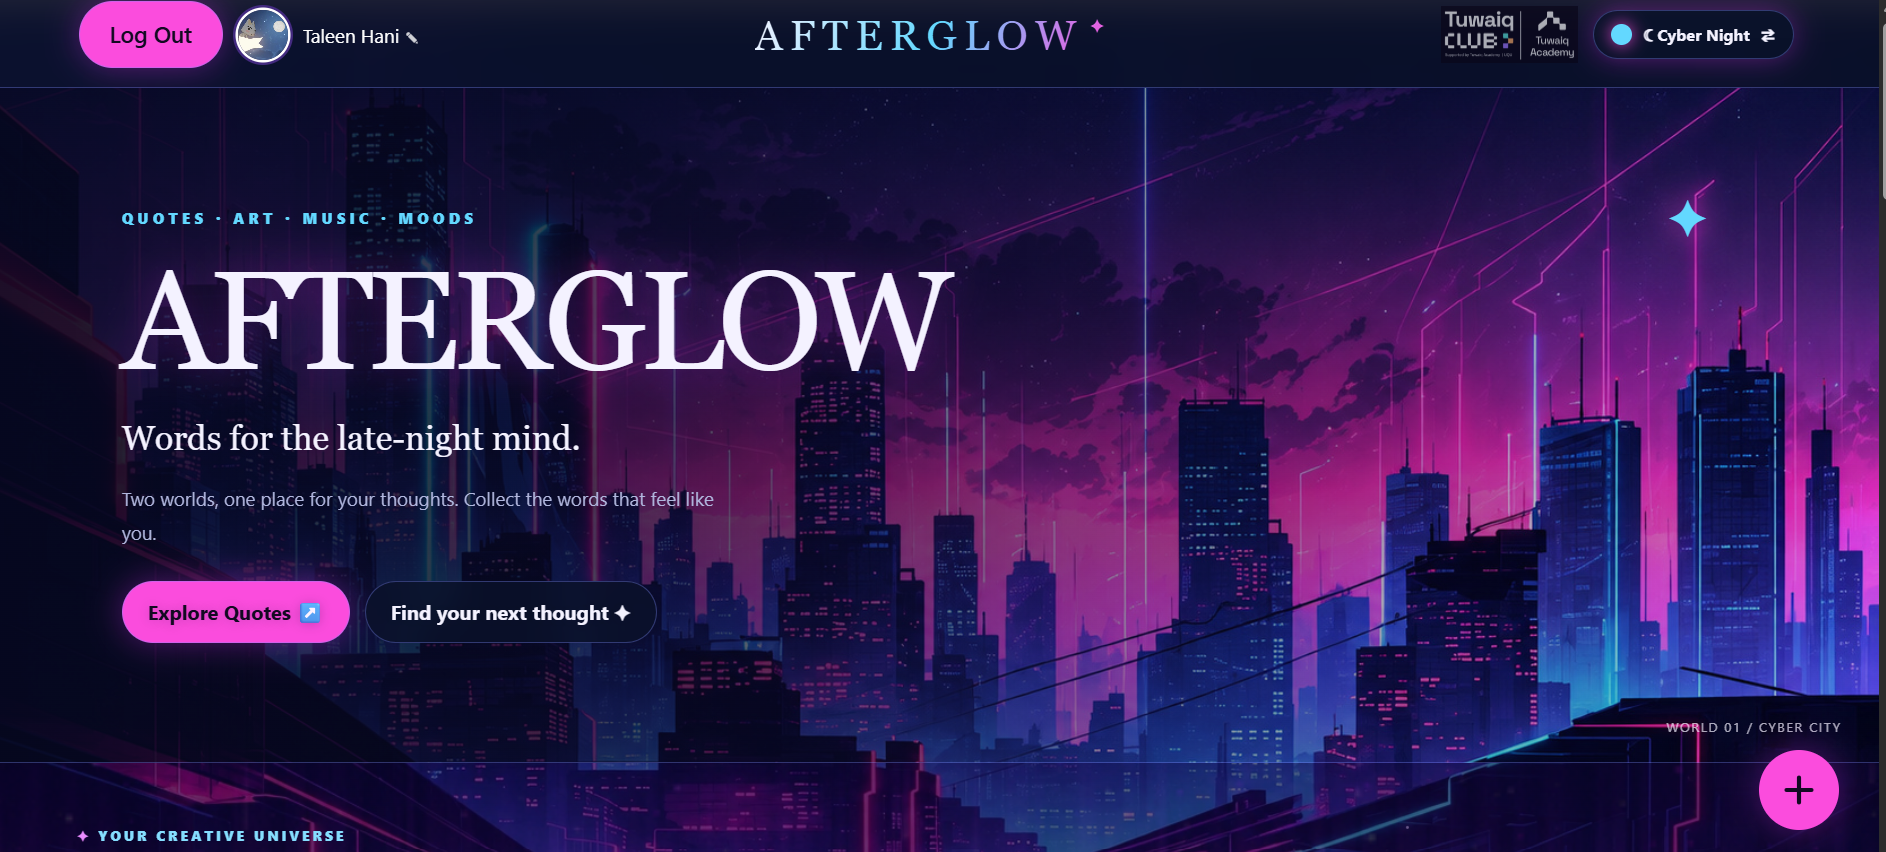 Log Out
Taleen Hani
AFTERGLOW
Tuwaiq
CLUB
Tuwaiq
Academy
Cyber Night
QUOTES · ART · MUSIC · MOODS
AFTERGLOW
Words for the late-night mind.
Two worlds, one place for your thoughts. Collect the words that feel like
you.
Explore Quotes
Find your next thought
WORLD 01 / CYBER CITY
YOUR CREATIVE UNIVERSE